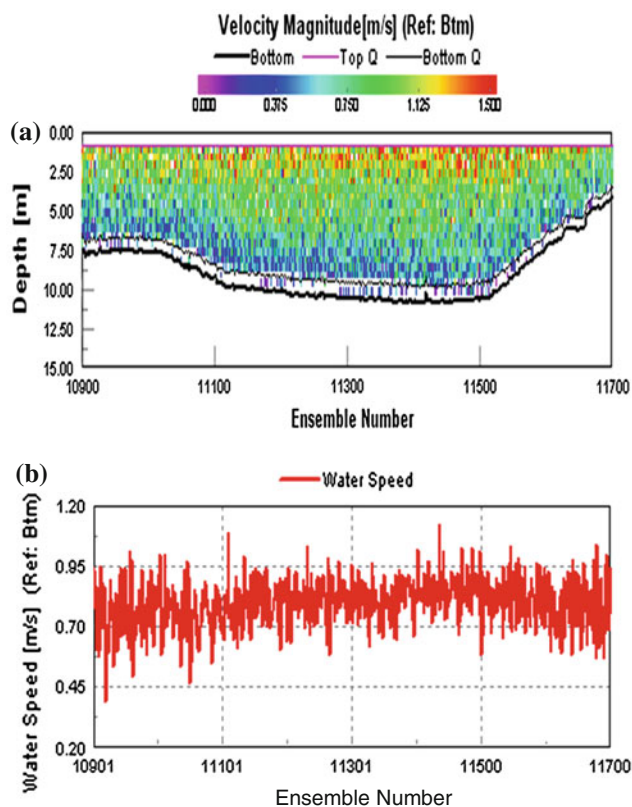 Velocity Magnitude[m/s] (Ref: Btm)
Bottom Top Q Bottom Q
0.000 0.375 0.750 1.125 1.500
(a)
0.00
2.50
5.00
7.50
10.00
12.50
15.00
Depth [m]
10900 11100 11300 11500 11700
Ensemble Number
(b)
Water Speed
1.20
0.95
0.70
0.45
0.20
Water Speed [m/s] (Ref: Btm)
10901 11101 11301 11500 11700
Ensemble Number